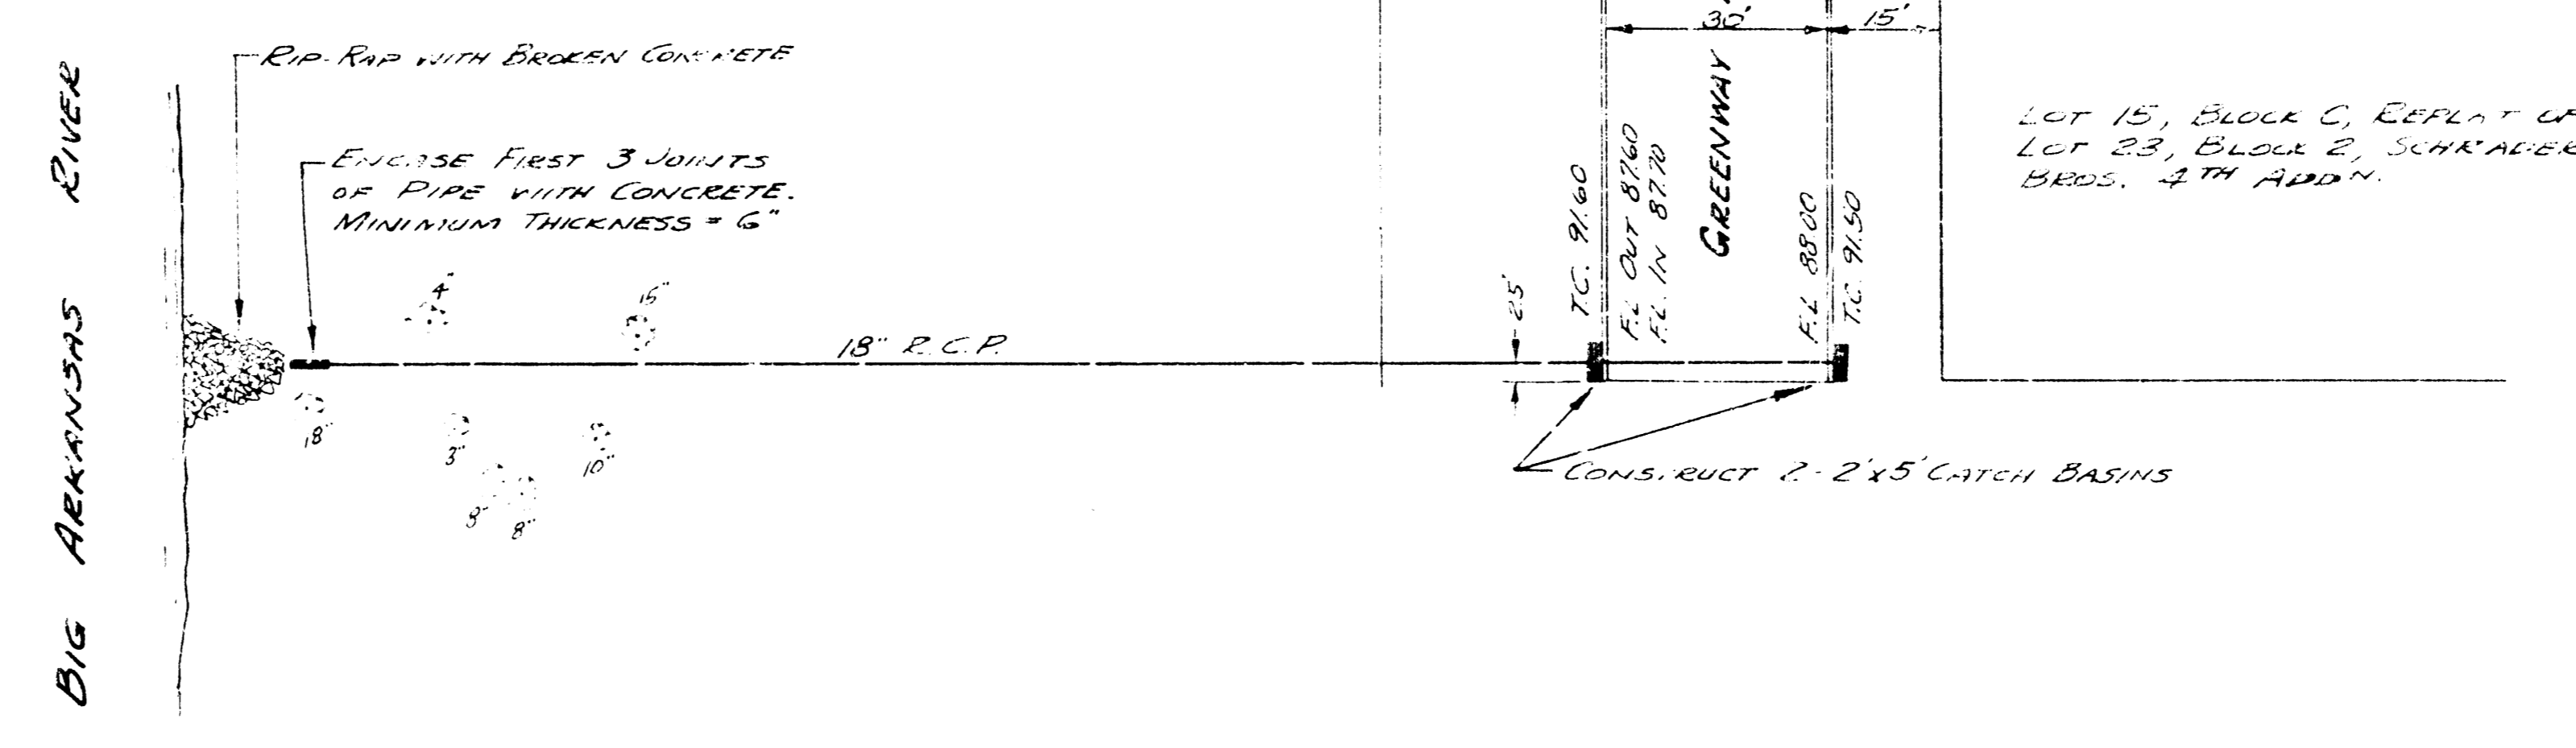 30'
15'
RIP-RAP WITH BROKEN CONCRETE
BIG ARKANSAS RIVER
ENCASE FIRST 3 JOINTS
OF PIPE WITH CONCRETE.
MINIMUM THICKNESS = 6"
GREENWAY
LOT 15, BLOCK C, REPLAT OF
LOT 23, BLOCK 2, SCHRADER
BROS. 4TH ADDN.
T.C. 91.60
F.L OUT 87.60
F.L. IN 87.70
F.L 88.00
T.C. 91.50
4"
15"
18" R.C.P.
18"
3"
10"
8"
8"
CONSTRUCT 2-2'x5' CATCH BASINS